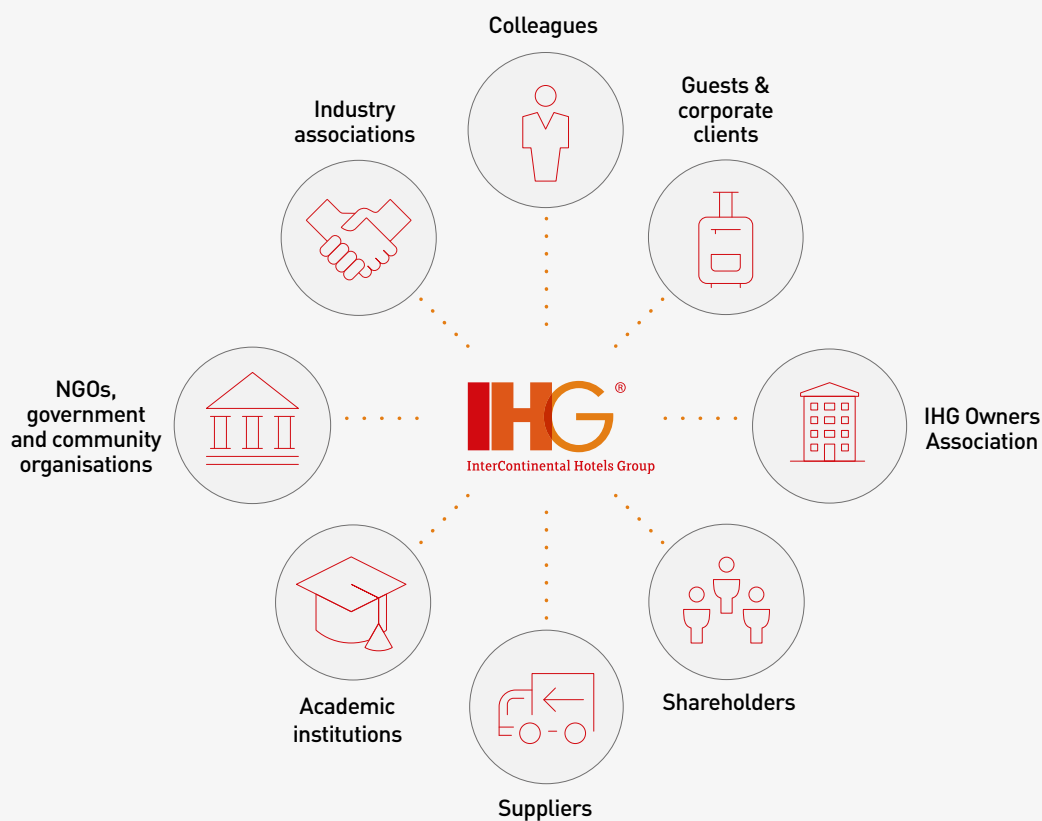 Colleagues
Guests &
corporate
clients
Industry
associations
NGOs,
government
and community
organisations
IHG®
InterContinental Hotels Group
IHG Owners
Association
Academic
institutions
Shareholders
Suppliers